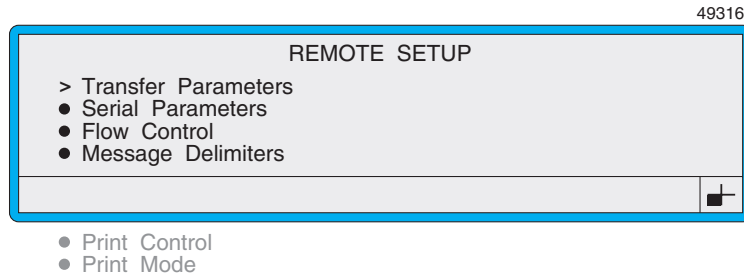 49316
REMOTE SETUP
> Transfer Parameters
● Serial Parameters
● Flow Control
● Message Delimiters
● Print Control
● Print Mode